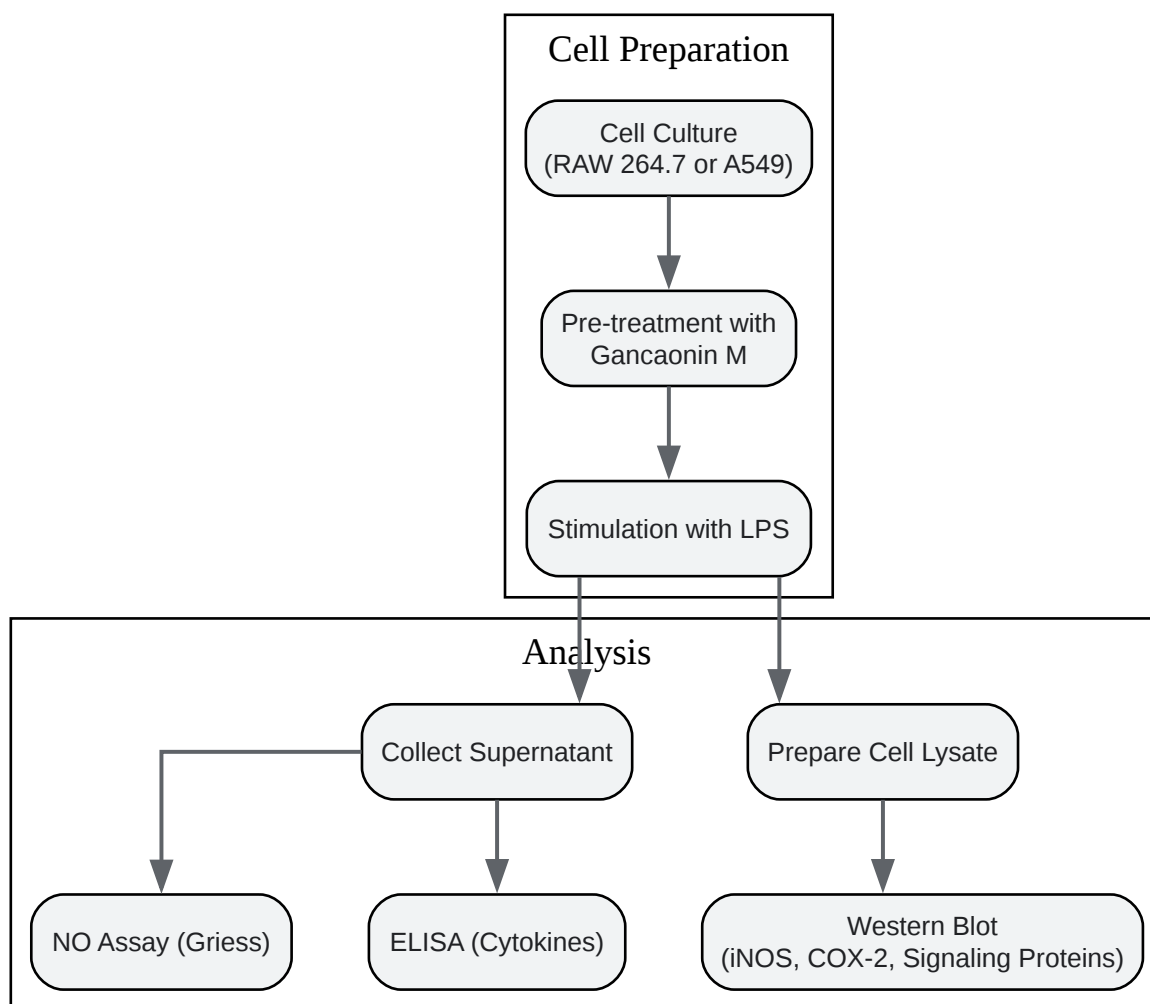 Cell Preparation
Cell Culture
(RAW 264.7 or A549)
Pre-treatment with
Gancaonin M
Stimulation with LPS
Analysis
Collect Supernatant
Prepare Cell Lysate
NO Assay (Griess)
ELISA (Cytokines)
Western Blot
(iNOS, COX-2, Signaling Proteins)